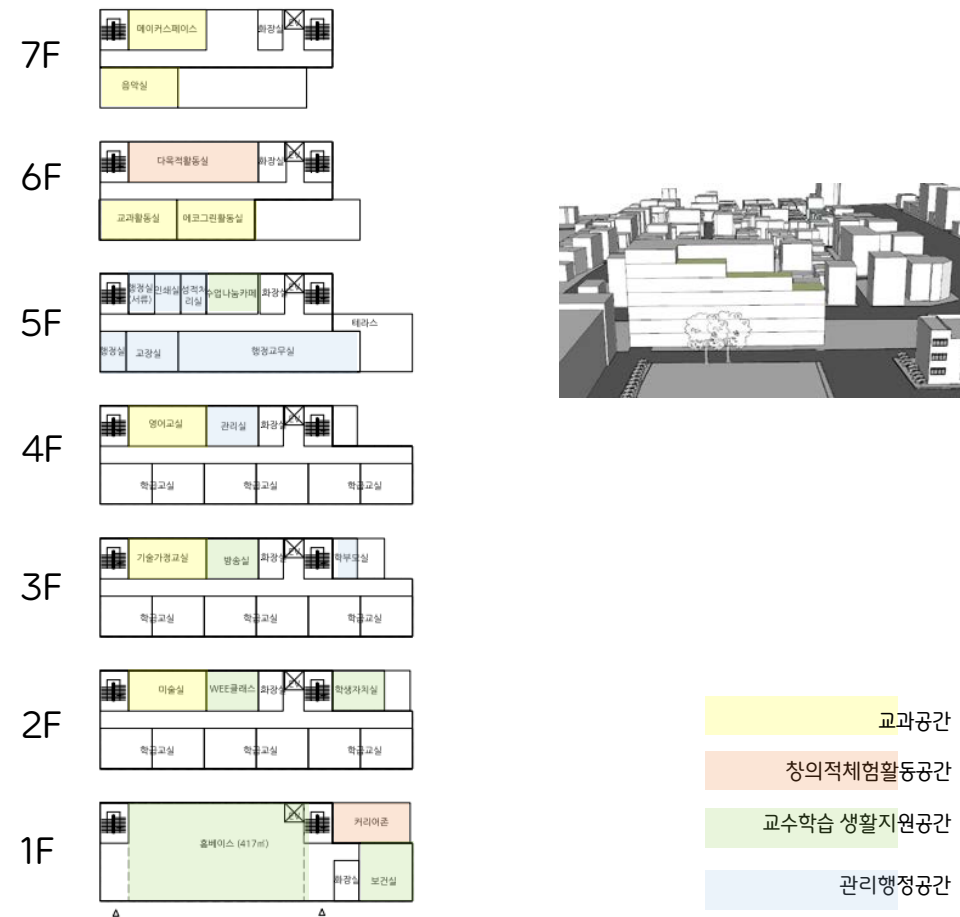 7F
메이커스페이스
화장실
EV
음악실
6F
다목적활동실
화장실
EV
교과활동실
에코그린활동실
5F
행정실
(서류)
인쇄실
성적처
리실
수업나눔카페
화장실
EV
테라스
행정실
교장실
행정교무실
4F
영어교실
관리실
화장실
EV
학급교실
학급교실
학급교실
3F
기술가정교실
방송실
화장실
EV
학부모실
학급교실
학급교실
학급교실
2F
미술실
WEE클래스
화장실
EV
학생자치실
학급교실
학급교실
학급교실
1F
EV
커리어존
홈베이스 (417㎡)
화장실
보건실
교과공간
창의적체험활동공간
교수학습 생활지원공간
관리행정공간